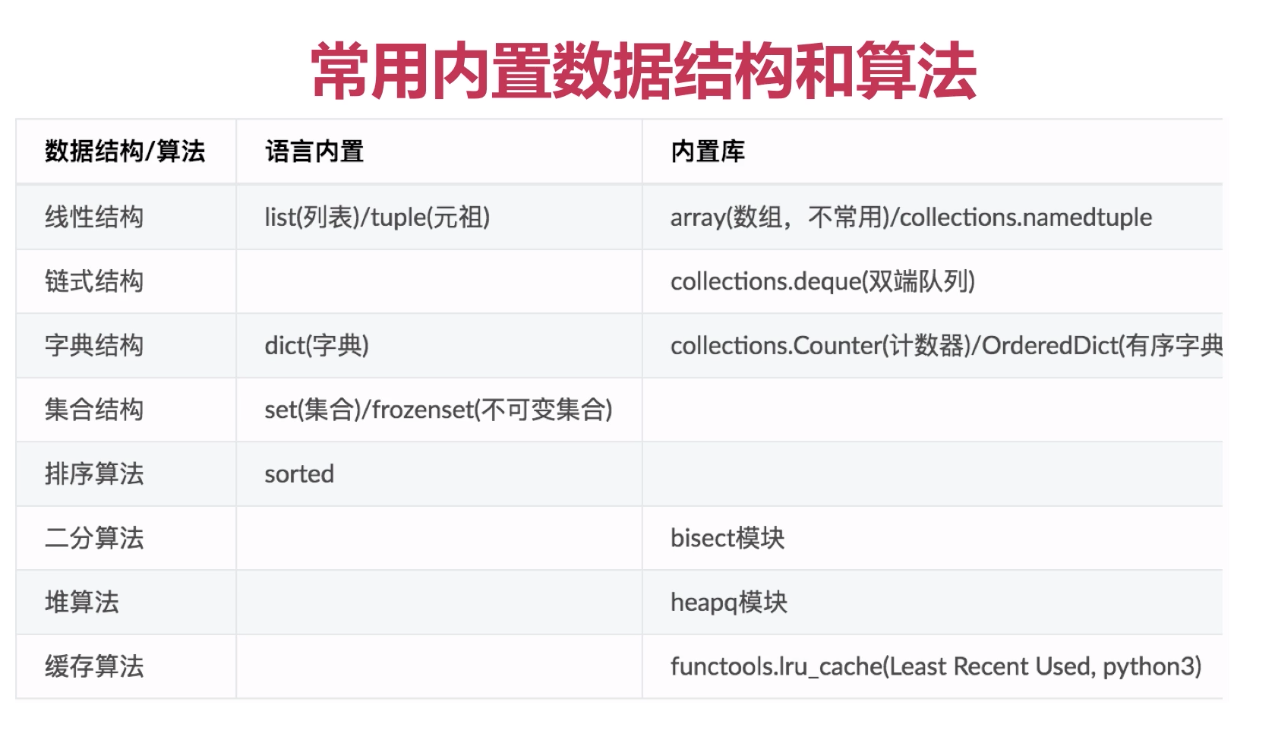 常用内置数据结构和算法
数据结构/算法 语言内置 内置库
线性结构 list(列表)/tuple(元祖) array(数组，不常用)/collections.namedtuple
链式结构 collections.deque(双端队列)
字典结构 dict(字典) collections.Counter(计数器)/OrderedDict(有序字典
集合结构 set(集合)/frozenset(不可变集合)
排序算法 sorted
二分算法 bisect模块
堆算法 heapq模块
缓存算法 functools.lru_cache(Least Recent Used, python3)